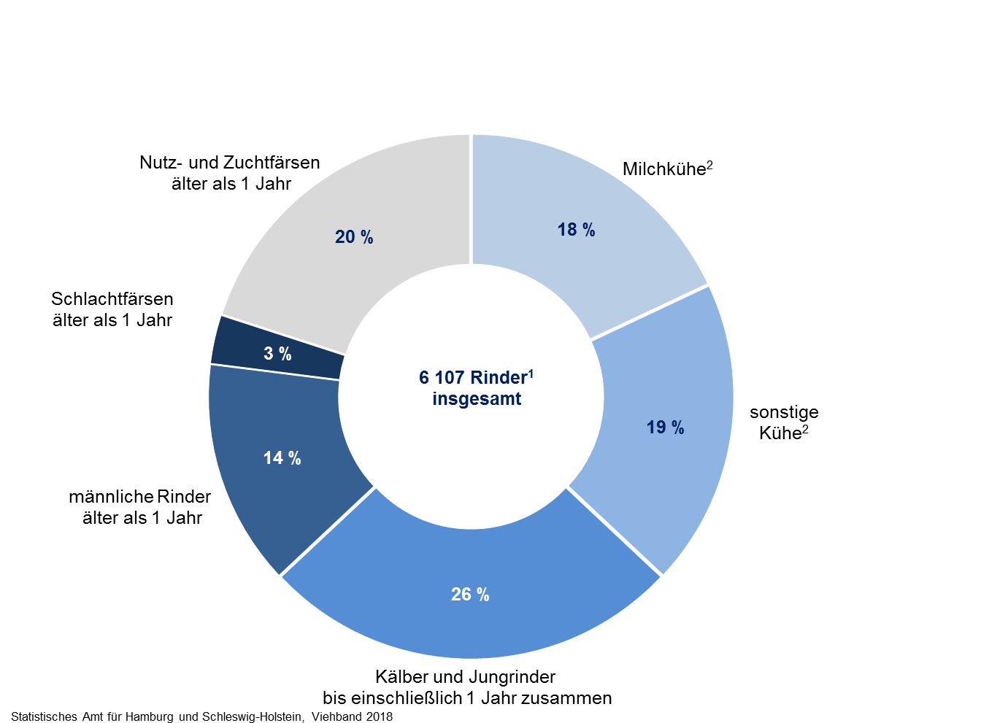 Nutz- und Zuchtfärsen
älter als 1 Jahr
Milchkühe²
20 %
18 %
Schlachtfärsen
älter als 1 Jahr
3 %
6 107 Rinder¹
insgesamt
sonstige
Kühe²
19 %
14 %
männliche Rinder
älter als 1 Jahr
26 %
Kälber und Jungrinder
bis einschließlich 1 Jahr zusammen
Statistisches Amt für Hamburg und Schleswig-Holstein, Viehband 2018